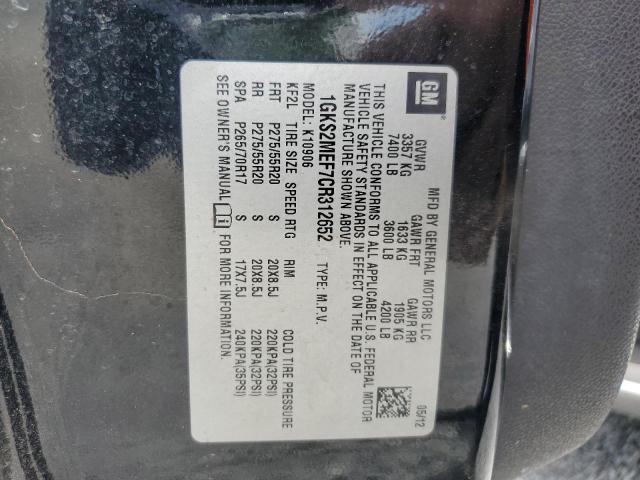 GM
®
MFD BY GENERAL MOTORS LLC
05/12
GVWR GAWR FRT GAWR RR
3357 KG 1633 KG 1905 KG
7400 LB 3600 LB 4200 LB
THIS VEHICLE CONFORMS TO ALL APPLICABLE U.S. FEDERAL MOTOR
VEHICLE SAFETY STANDARDS IN EFFECT ON THE DATE OF
MANUFACTURE SHOWN ABOVE.
1GKS2MEF7CR312652 TYPE: M.P.V.
MODEL: K10906
KF2L TIRE SIZE SPEED RTG RIM COLD TIRE PRESSURE
FRT P275/55R20 S 20X8.5J 220KPA(32PSI)
RR P275/55R20 S 20X8.5J 220KPA(32PSI)
SPA P265/70R17 S 17X7.5J 240KPA(35PSI)
SEE OWNER'S MANUAL FOR MORE INFORMATION.